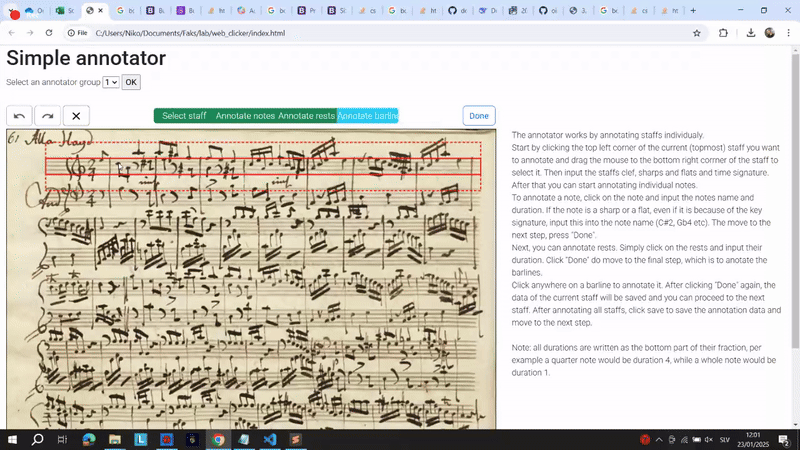 File C:/Users/Niko/Documents/Faks/lab/web_clicker/index.html
Simple annotator
Select an annotator group 1 OK
Select staff Annotate notes Annotate rests Annotate barline
Done
The annotator works by annotating staffs individualy.
Start by clicking the top left corner of the current (topmost) staff you want
to annotate and drag the mouse to the bottom right corner of the staff to
select it. Then input the staffs clef, sharps and flats and time signature.
After that you can start annotating individual notes.
To annotate a note, click on the note and input the notes name and
duration. If the note is a sharp or a flat, even if it is because of the key
signature, input this into the note name (C#2, Gb4 etc). The move to the
next step, press "Done".
Next, you can annotate rests. Simply click on the rests and input their
duration. Click "Done" do move to the final step, which is to anotate the
barlines.
Click anywhere on a barline to annotate it. After clicking "Done" again, the
data of the current staff will be saved and you can proceed to the next
staff. After annotating all staffs, click save to save the annotation data and
move to the next step.
Note: all durations are written as the bottom part of their fraction, per
example a quarter note would be duration 4, while a whole note would be
duration 1.
SLV
12:01
23/01/2025